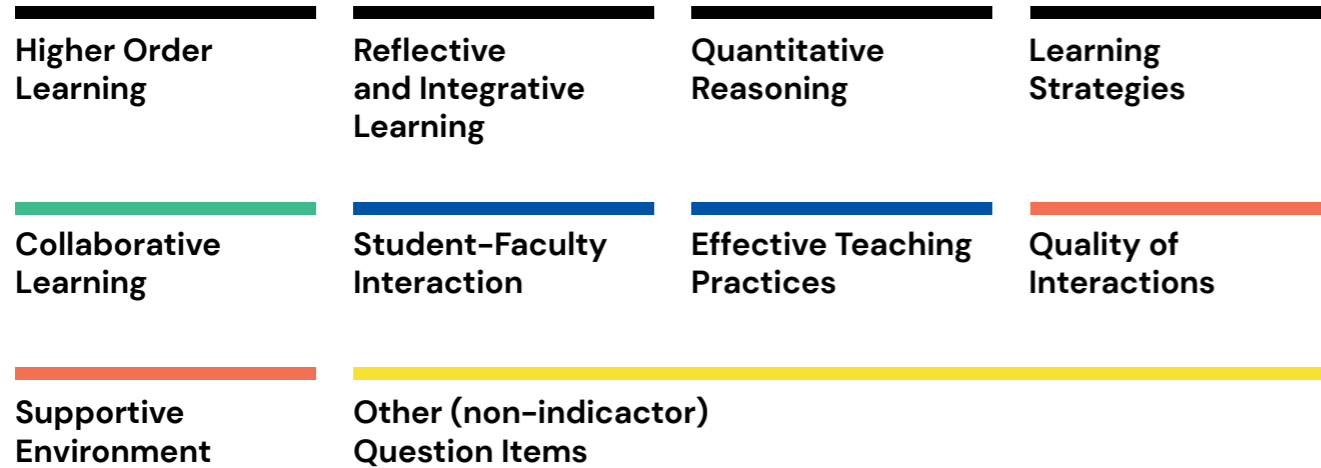 Higher Order
Learning
Reflective
and Integrative
Learning
Quantitative
Reasoning
Learning
Strategies
Collaborative
Learning
Student-Faculty
Interaction
Effective Teaching
Practices
Quality of
Interactions
Supportive
Environment
Other (non-indicactor)
Question Items